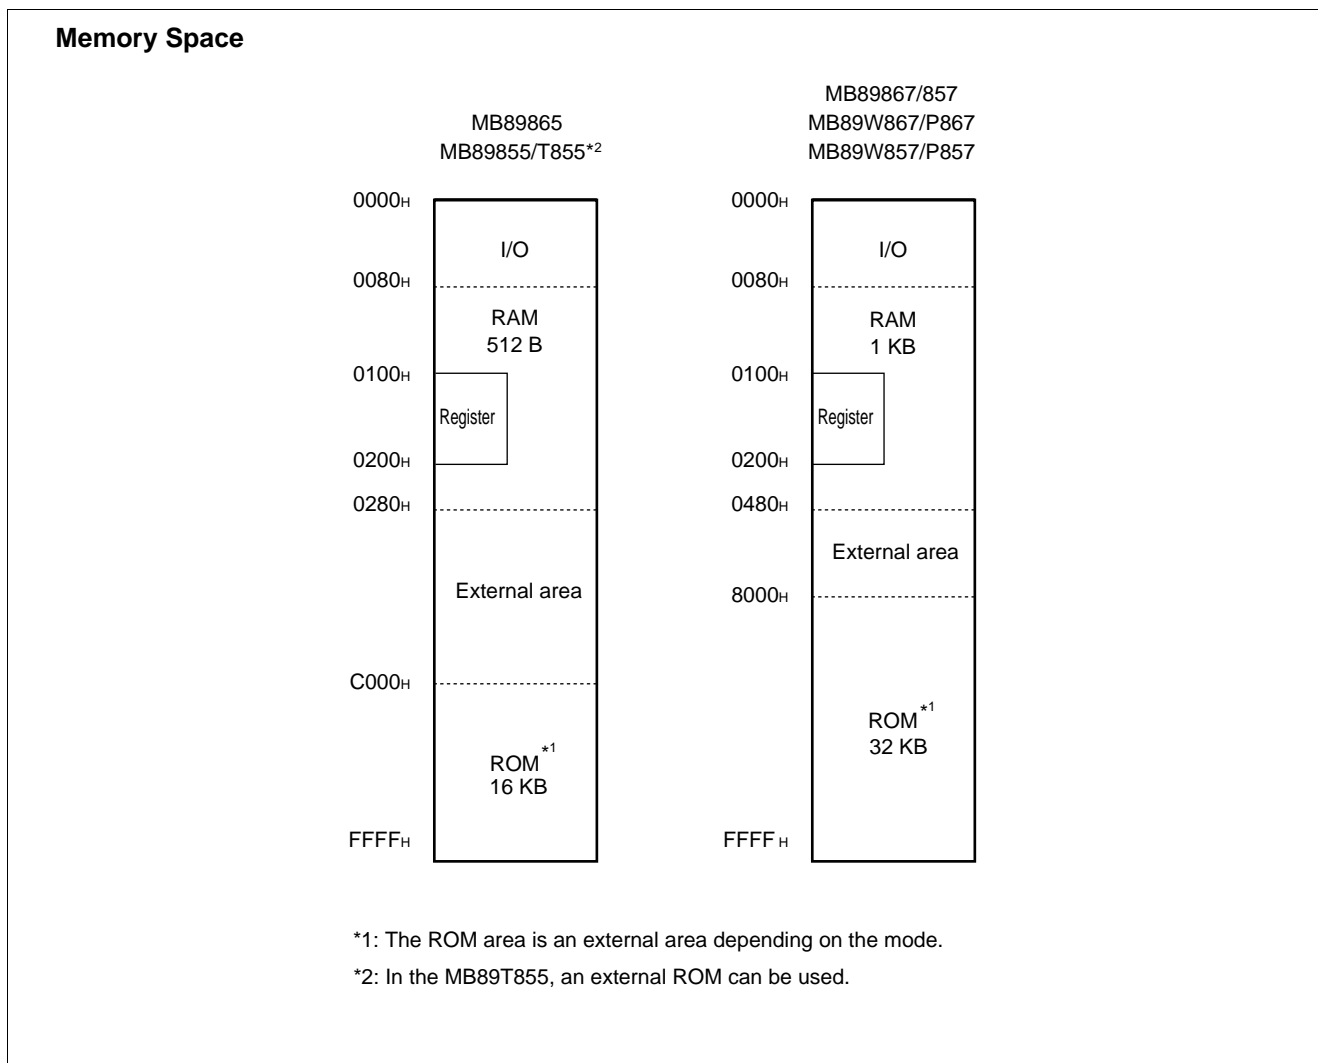 Memory Space
MB89865
MB89855/T855*2
0000H
I/O
0080H
RAM
512 B
0100H
Register
0200H
0280H
External area
C000H
ROM*1
16 KB
FFFFH
MB89867/857
MB89W867/P867
MB89W857/P857
0000H
I/O
0080H
RAM
1 KB
0100H
Register
0200H
0480H
External area
8000H
ROM*1
32 KB
FFFF H
*1: The ROM area is an external area depending on the mode.
*2: In the MB89T855, an external ROM can be used.